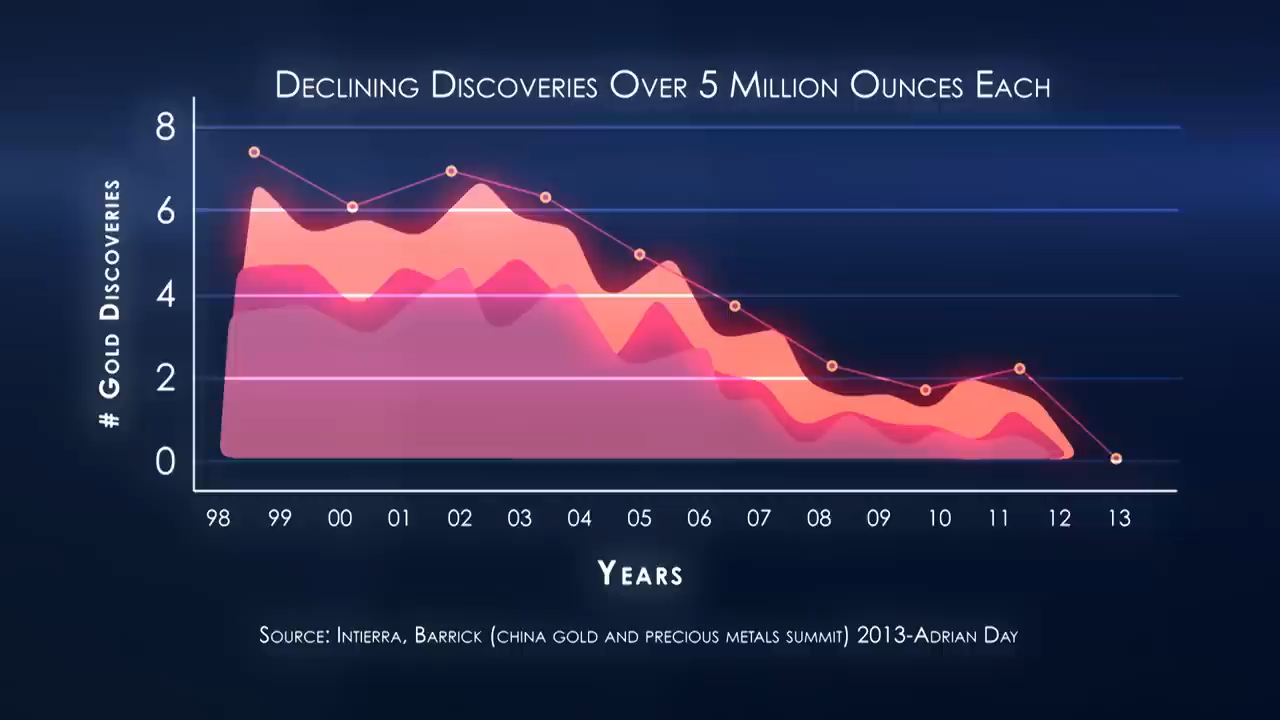 Declining Discoveries Over 5 Million Ounces Each
8
6
4
2
0
# Gold Discoveries
98 99 00 01 02 03 04 05 06 07 08 09 10 11 12 13
Years
Source: Intierra, Barrick (china gold and precious metals summit) 2013-Adrian Day